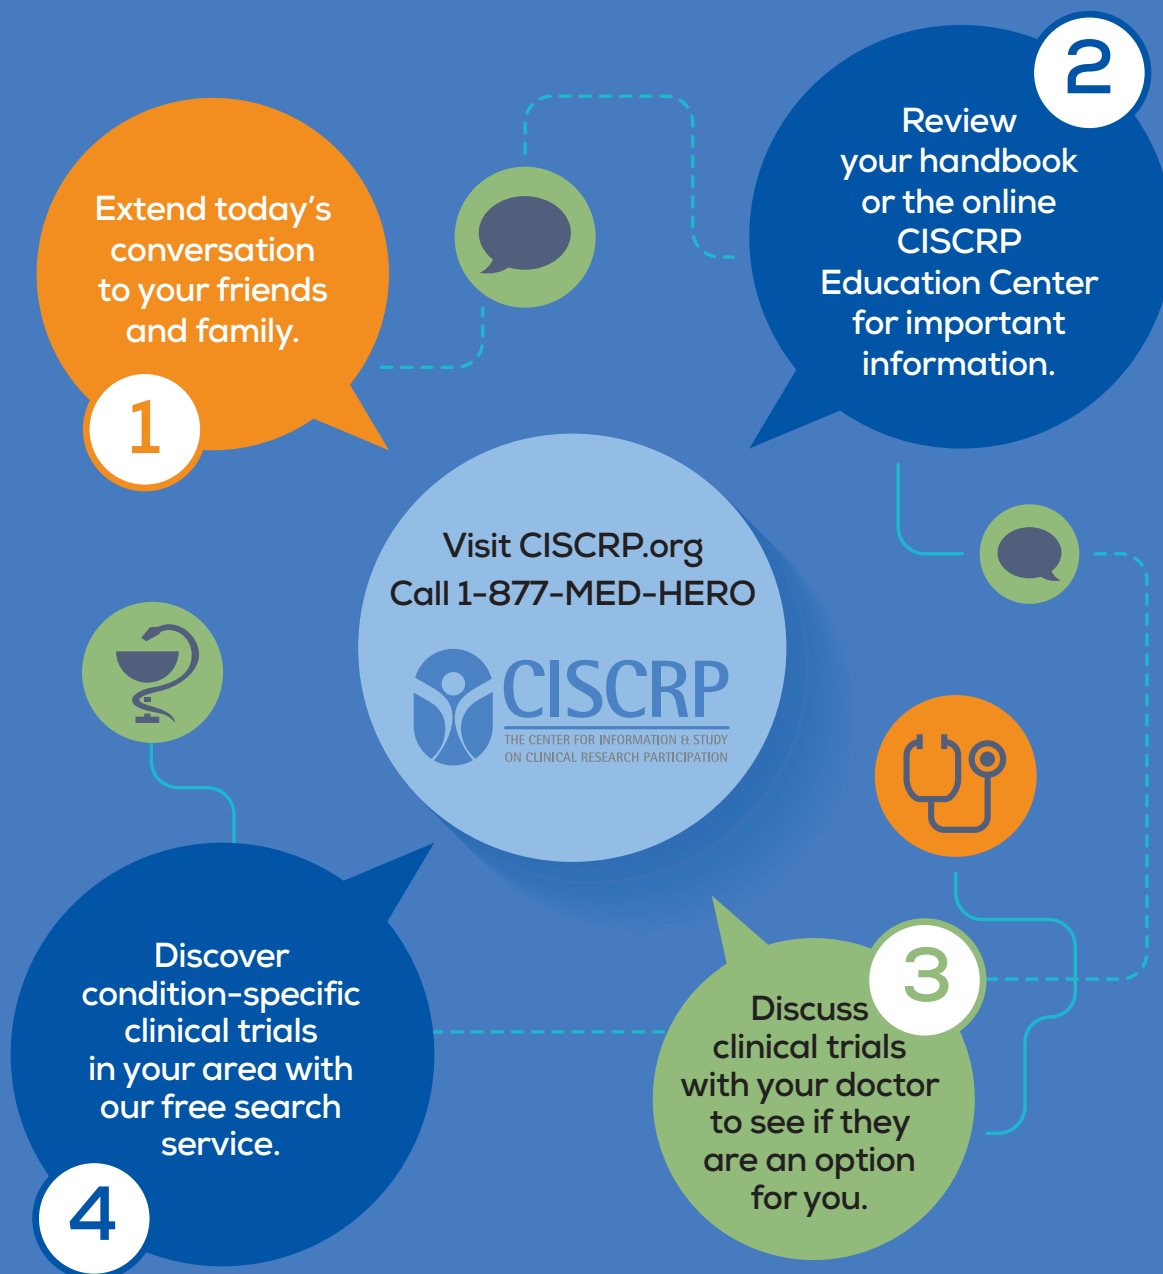 Extend today's
conversation
to your friends
and family.
1
2
Review
your handbook
or the online
CISCRP
Education Center
for important
information.
Visit CISCRP.org
Call 1-877-MED-HERO
CISCRP
THE CENTER FOR INFORMATION & STUDY
ON CLINICAL RESEARCH PARTICIPATION
3
Discuss
clinical trials
with your doctor
to see if they
are an option
for you.
Discover
condition-specific
clinical trials
in your area with
our free search
service.
4